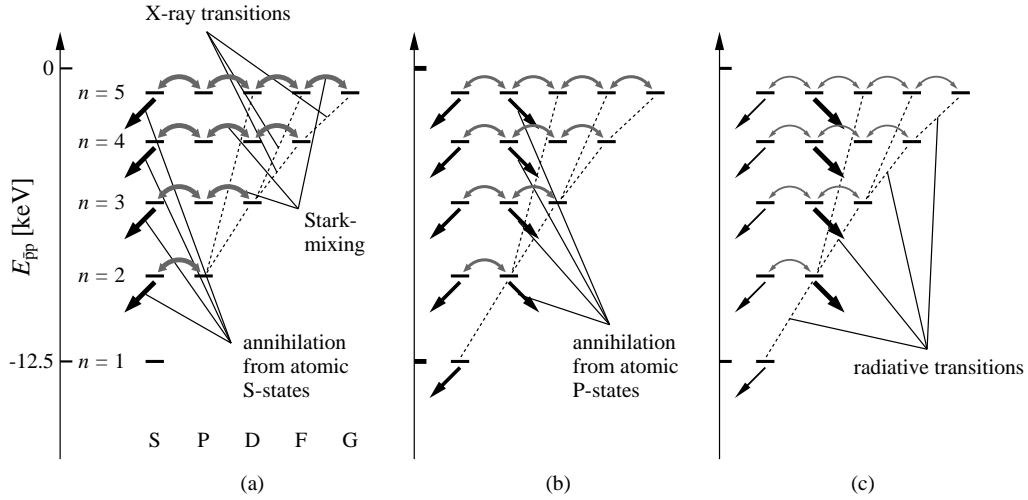 X-ray transitions
0
n = 5
n = 4
n = 3
n = 2
n = 1
-12.5
E p̄p [keV]
Stark-
mixing
annihilation
from atomic
S-states
S P D F G
(a)
annihilation
from atomic
P-states
(b)
radiative transitions
(c)